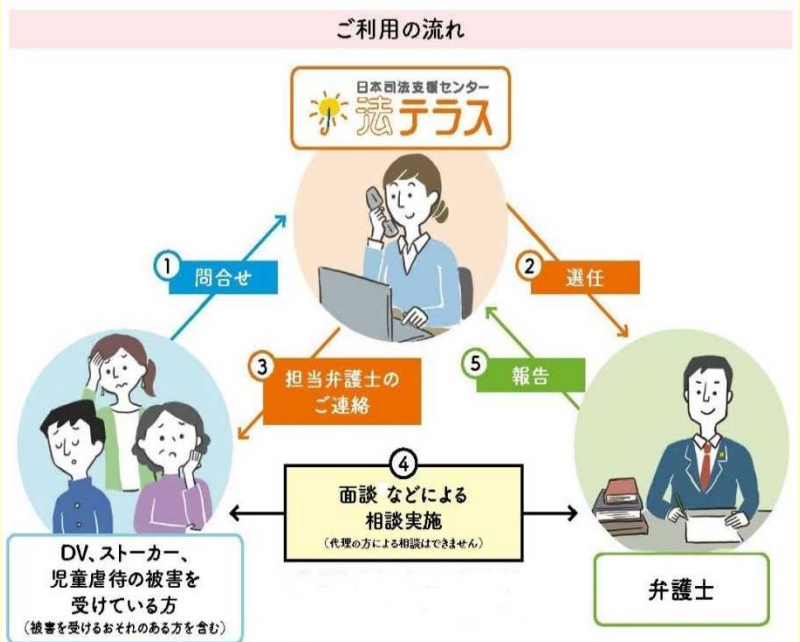 ご利用の流れ
日本司法支援センター
法テラス
1
問合せ
2
選任
3
担当弁護士の
ご連絡
5
報告
4
面談 などによる
相談実施
(代理の方による相談はできません)
DV、ストーカー、
児童虐待の被害を
受けている方
(被害を受けるおそれのある方を含む)
弁護士